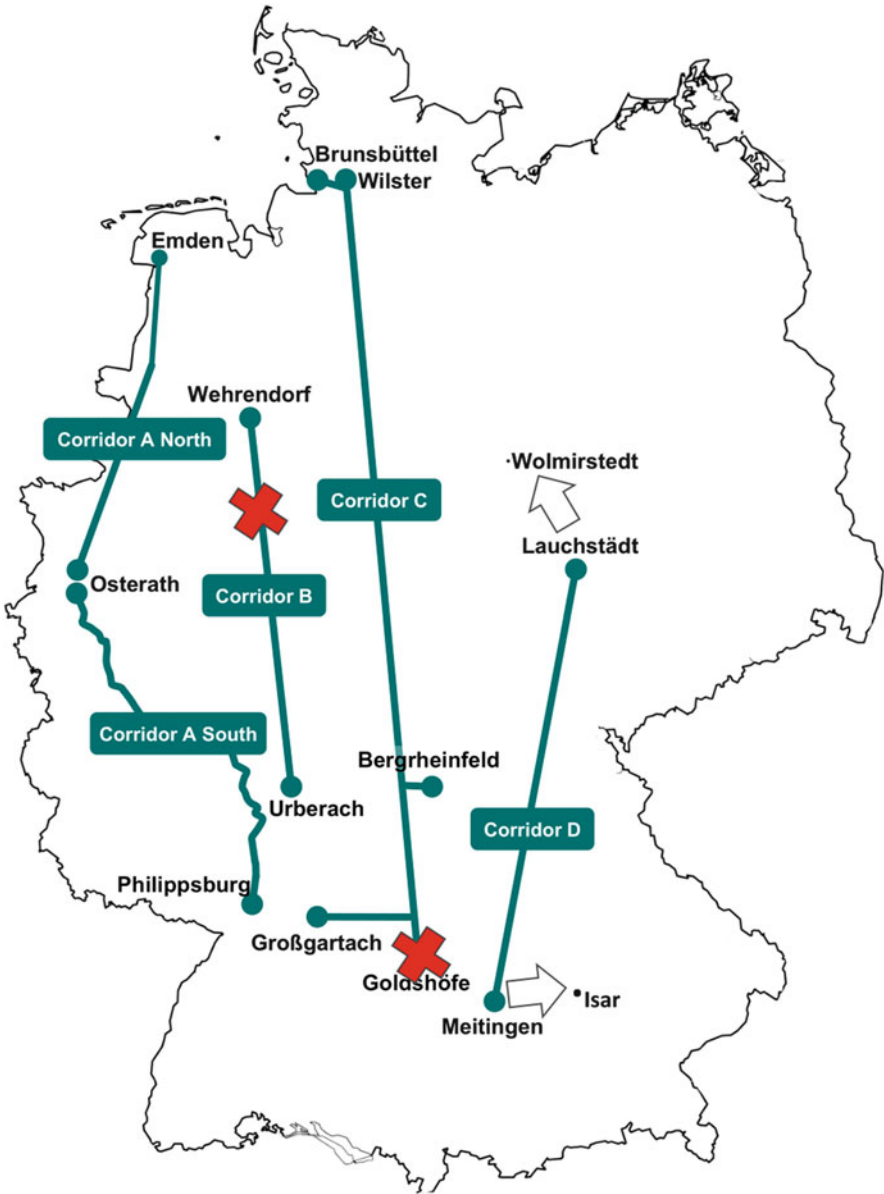 Brunsbüttel
Wilster
Emden
Wehrendorf
Corridor A North
·Wolmirstedt
Corridor C
Lauchstädt
Osterath
Corridor B
Corridor A South
Bergrheinfeld
Urberach
Corridor D
Philippsburg
Großgartach
Goldshöfe
Isar
Meitingen